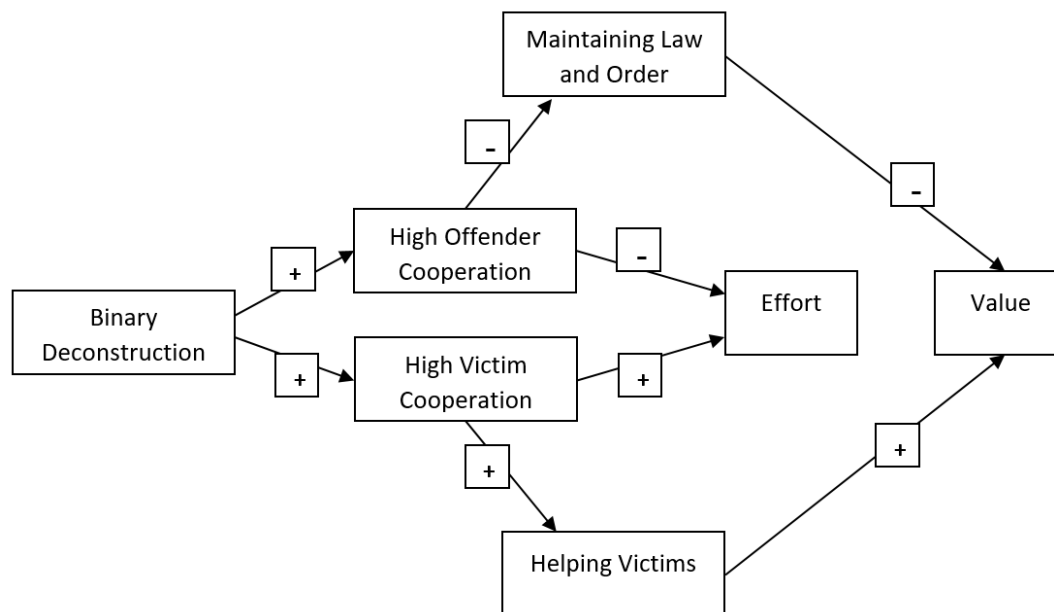 Maintaining Law
and Order
-
-
High Offender
Cooperation
+
-
Binary
Deconstruction
Effort
Value
+
High Victim
Cooperation
+
+
+
Helping Victims